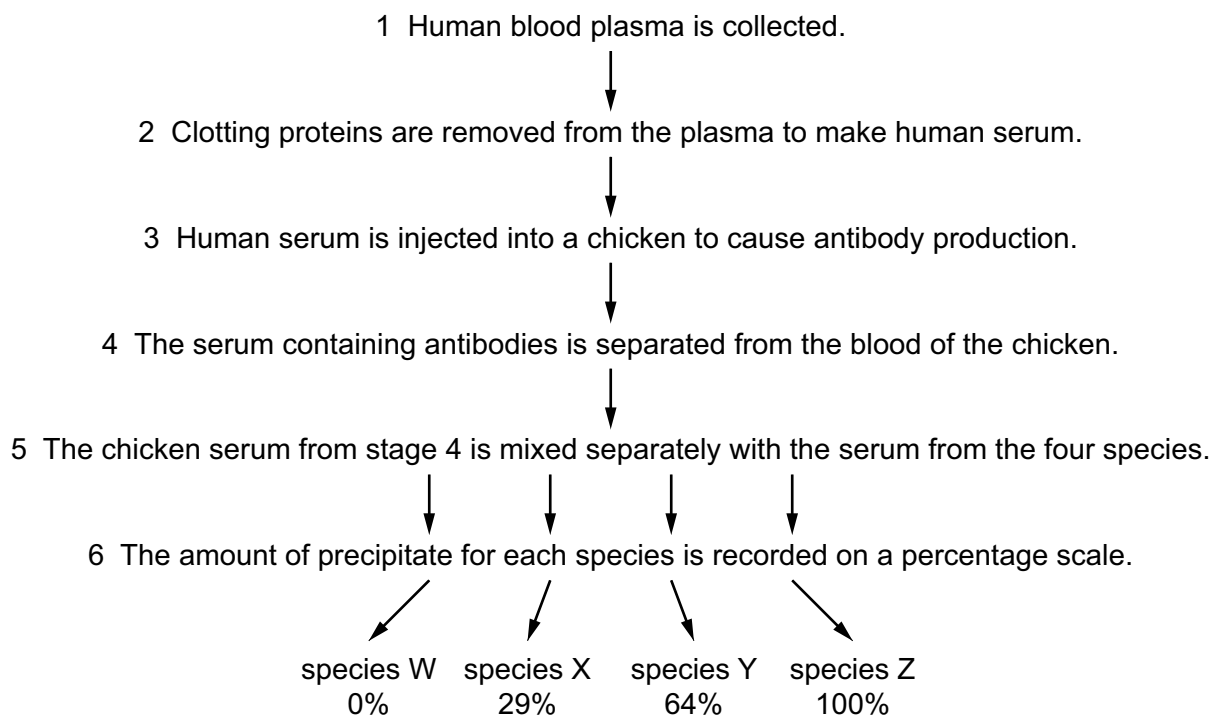 1 Human blood plasma is collected.
2 Clotting proteins are removed from the plasma to make human serum.
3 Human serum is injected into a chicken to cause antibody production.
4 The serum containing antibodies is separated from the blood of the chicken.
5 The chicken serum from stage 4 is mixed separately with the serum from the four species.
6 The amount of precipitate for each species is recorded on a percentage scale.
species W species X species Y species Z
0% 29% 64% 100%